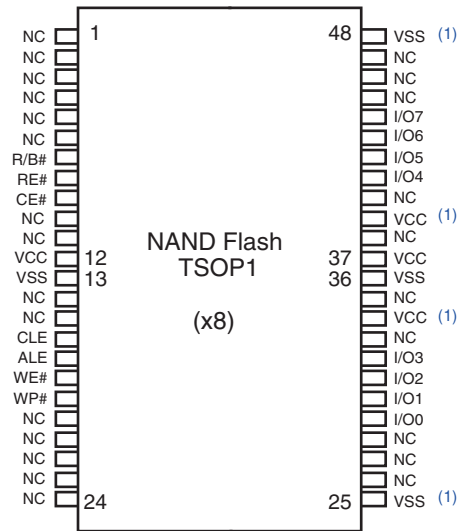 NC 1 48 VSS (1)
NC NC
NC NC
NC NC
NC I/O7
NC I/O6
R/B# I/O5
RE# I/O4
CE# NC
NC VCC (1)
NC NC
VCC 12 37 VCC
VSS 13 36 VSS
NC NC
NC VCC (1)
CLE NC
ALE I/O3
WE# I/O2
WP# I/O1
NC I/O0
NC NC
NC NC
NC NC
NC 24 25 VSS (1)
NAND Flash
TSOP1
(x8)